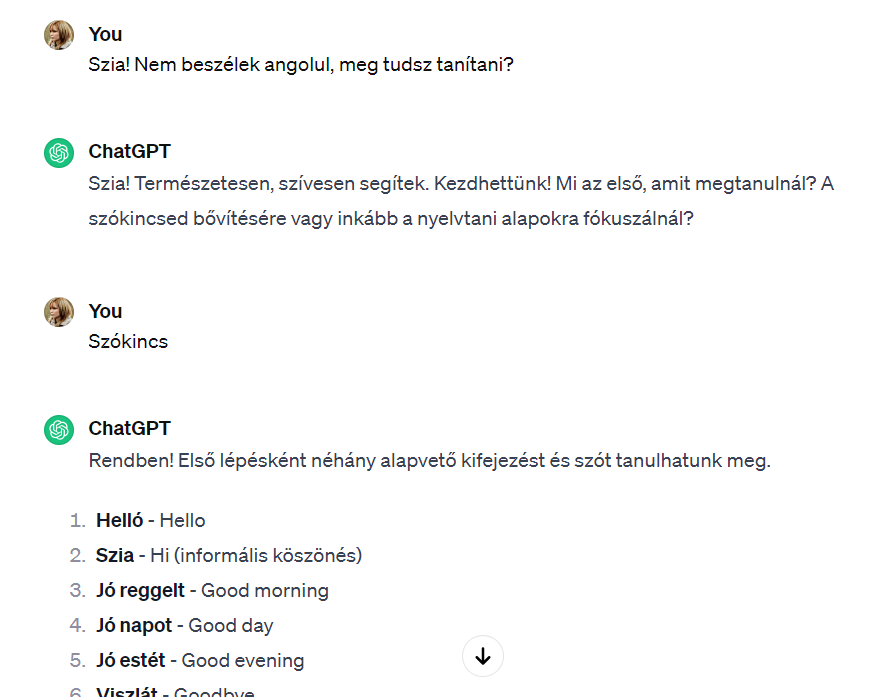 You
Szia! Nem beszélek angolul, meg tudsz tanítani?
ChatGPT
Szia! Természetesen, szívesen segítek. Kezdhettünk! Mi az első, amit megtanulnál? A
szókincsed bővítésére vagy inkább a nyelvtani alapokra fókuszálnál?
You
Szókincs
ChatGPT
Rendben! Első lépésként néhány alapvető kifejezést és szót tanulhatunk meg.
1. Helló - Hello
2. Szia - Hi (informális köszönés)
3. Jó reggelt - Good morning
4. Jó napot - Good day
5. Jó estét - Good evening
6. Viszlát - Goodbye